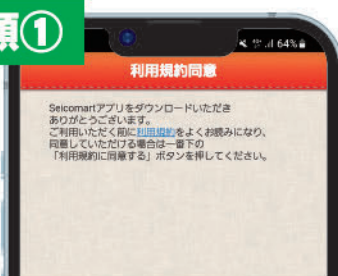 順①
64%
利用規約同意
Seicomartアプリをダウンロードいただき
ありがとうございます。
ご利用いただく前に利用規約をよくお読みになり、
同意していただける場合は一番下の
「利用規約に同意する」ボタンを押してください。